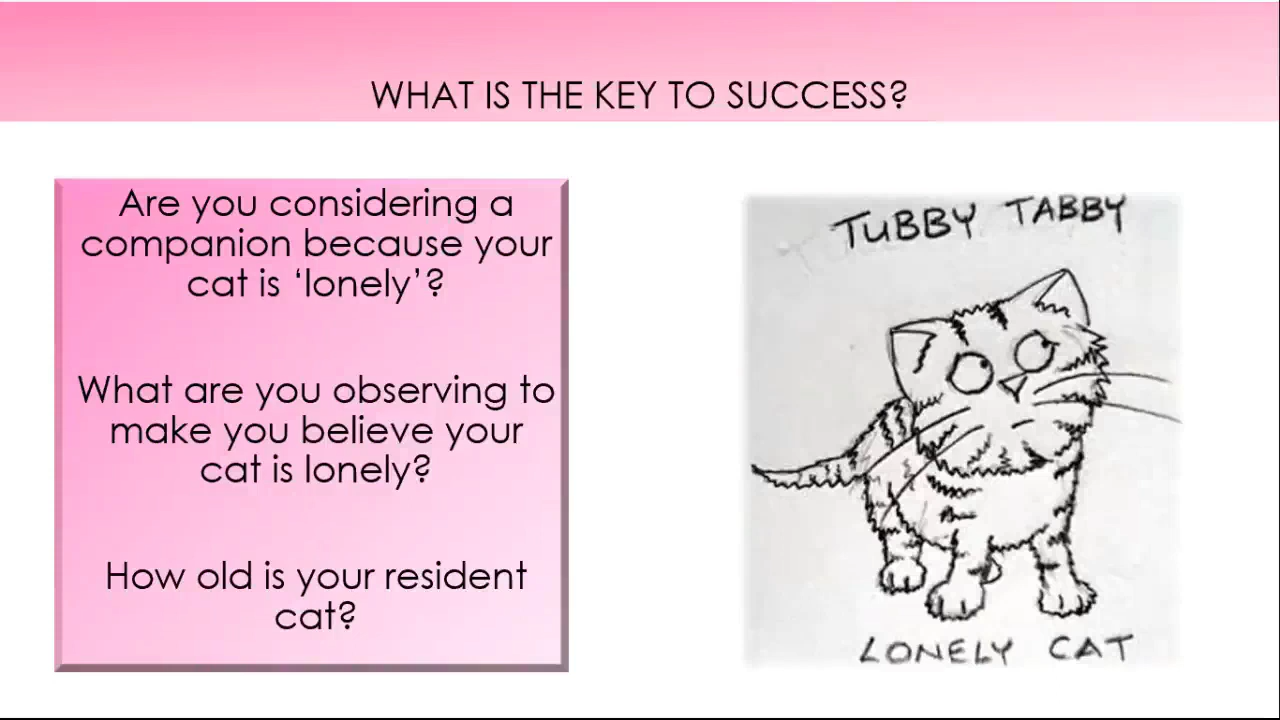 WHAT IS THE KEY TO SUCCESS?
Are you considering a
companion because your
cat is ‘lonely’?
What are you observing to
make you believe your
cat is lonely?
How old is your resident
cat?
TUBBY TABBY
LONELY CAT